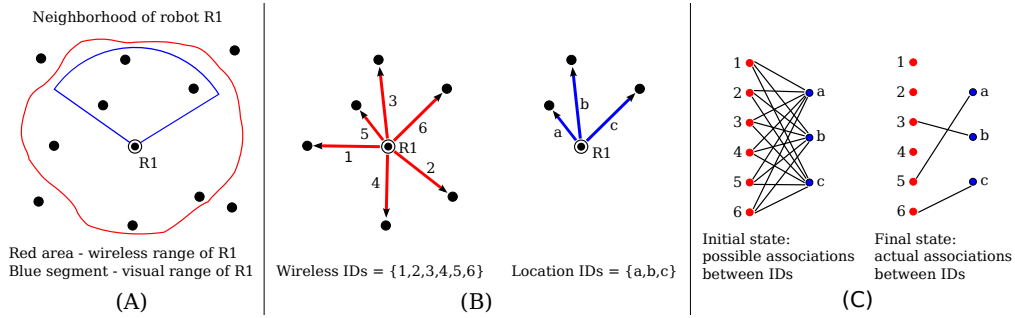 Neighborhood of robot R1
R1
Red area - wireless range of R1
Blue segment - visual range of R1
(A)
3
6
5
R1
1
2
4
Wireless IDs = {1,2,3,4,5,6}
b
a
c
R1
Location IDs = {a,b,c}
(B)
1
2
3
4
5
6
a
b
c
Initial state:
possible associations
between IDs
1
2
3
4
5
6
a
b
c
Final state:
actual associations
between IDs
(C)